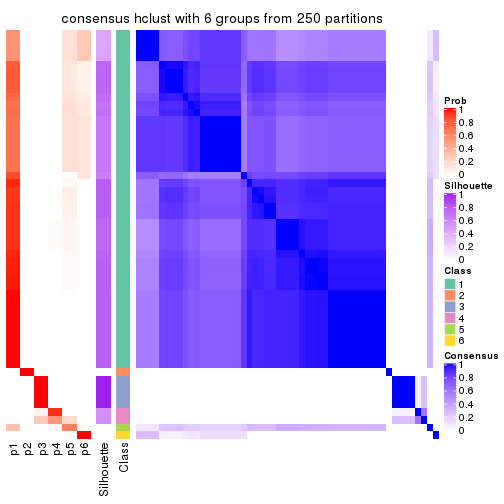 consensus hclust with 6 groups from 250 partitions
Prob
1
0.8
0.6
0.4
0.2
0
Silhouette
1
0.8
0.6
0.4
0.2
0
Class
1
2
3
4
5
6
Consensus
1
0.8
0.6
0.4
0.2
0
p1
p2
p3
p4
p5
p6
Silhouette
Class